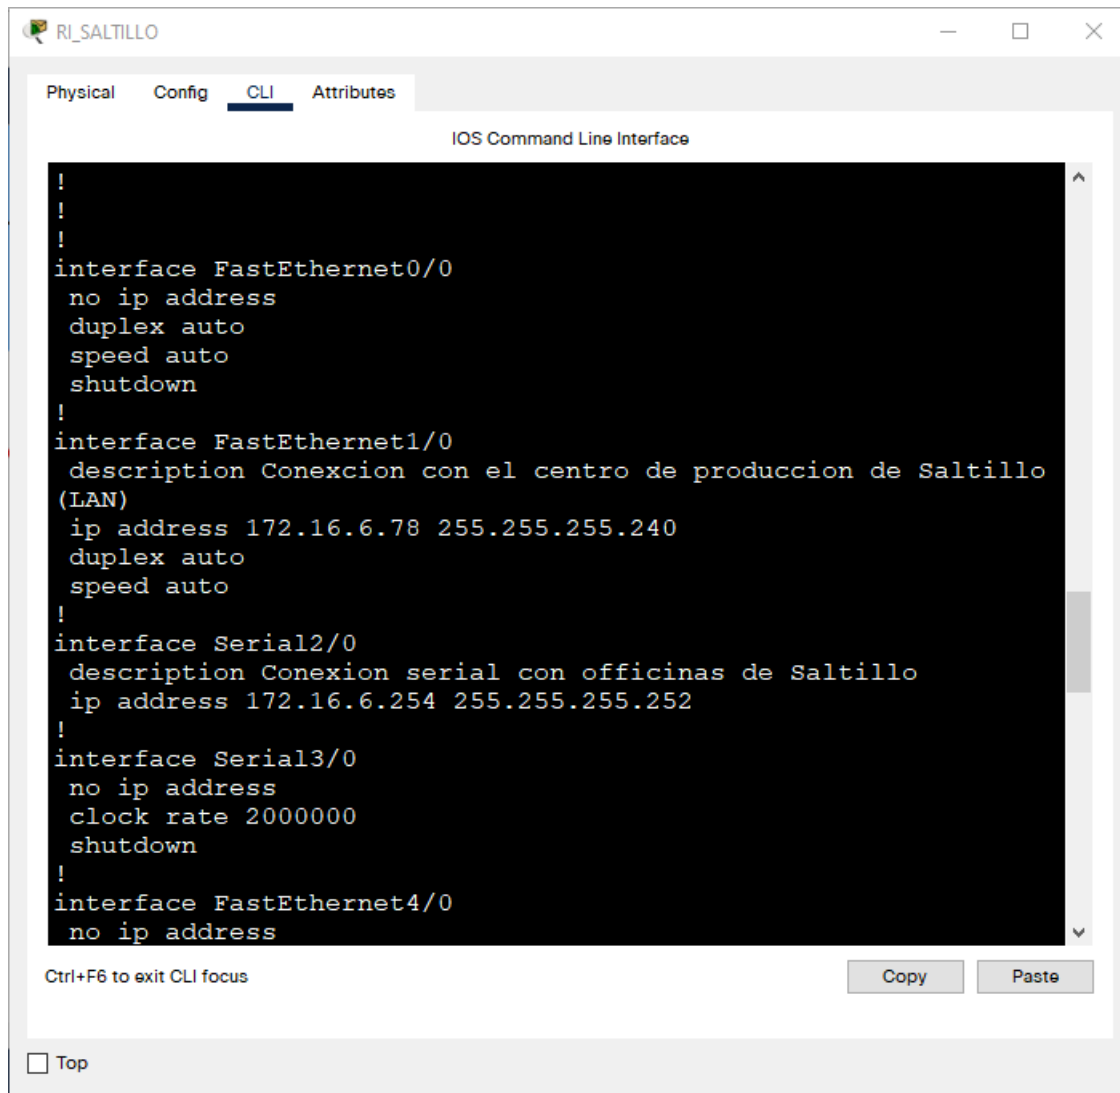 RI_SALTILLO
Physical Config CLI Attributes
IOS Command Line Interface
!
!
!
interface FastEthernet0/0
 no ip address
 duplex auto
 speed auto
 shutdown
!
interface FastEthernet1/0
 description Conexcion con el centro de produccion de Saltillo
(LAN)
 ip address 172.16.6.78 255.255.255.240
 duplex auto
 speed auto
!
interface Serial2/0
 description Conexion serial con officinas de Saltillo
 ip address 172.16.6.254 255.255.255.252
!
interface Serial3/0
 no ip address
 clock rate 2000000
 shutdown
!
interface FastEthernet4/0
 no ip address
Ctrl+F6 to exit CLI focus
Copy Paste
Top